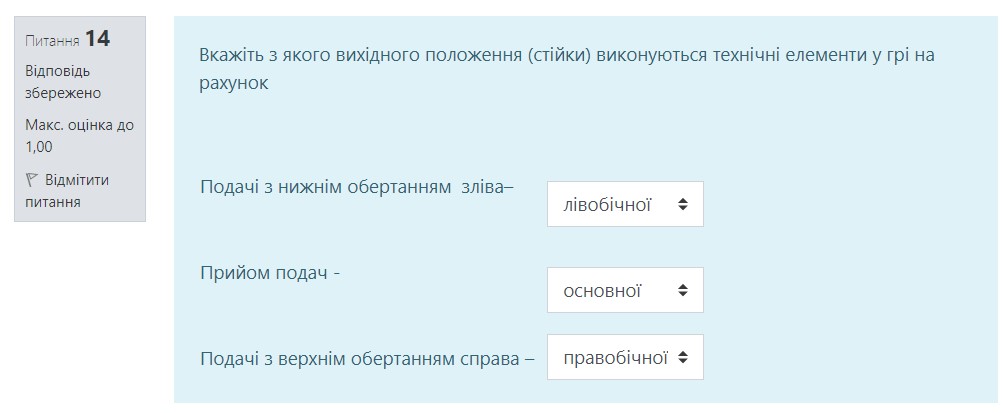 Питання 14
Відповідь
збережено
Макс. оцінка до
1,00
Відмітити
питання
Вкажіть з якого вихідного положення (стійки) виконуються технічні елементи у грі на
рахунок
Подачі з нижнім обертанням зліва–
лівобічної
Прийом подач -
основної
Подачі з верхнім обертанням справа –
правобічної